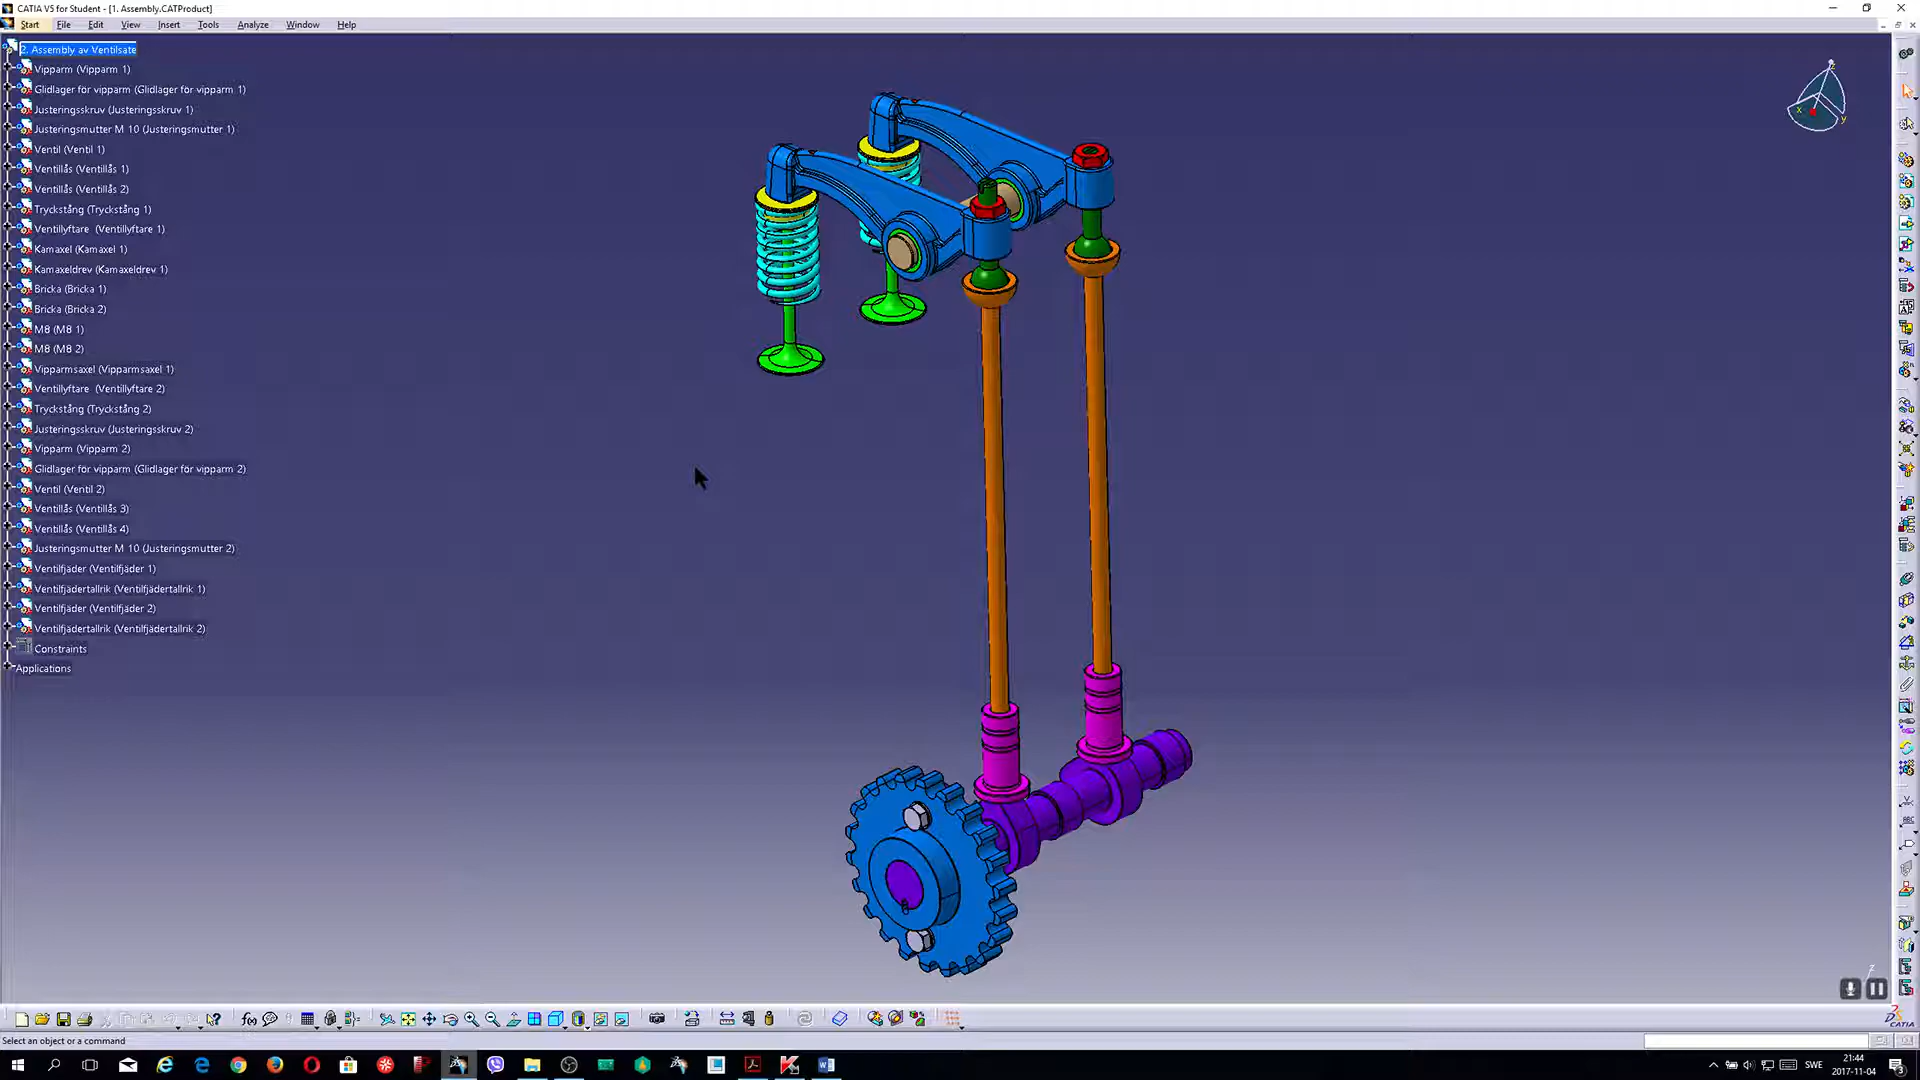 CATIA V5 for Student - [1. Assembly.CATProduct]
Start File Edit View Insert Tools Analyze Window Help
2. Assembly av Ventilsate
Vipparm (Vipparm 1)
Glidlager för vipparm (Glidlager för vipparm 1)
Justeringsskruv (Justeringsskruv 1)
Justeringsmutter M 10 (Justeringsmutter 1)
Ventil (Ventil 1)
Ventillås (Ventillås 1)
Ventillås (Ventillås 2)
Tryckstång (Tryckstång 1)
Ventillyftare (Ventillyftare 1)
Kamaxel (Kamaxel 1)
Kamaxeldrev (Kamaxeldrev 1)
Bricka (Bricka 1)
Bricka (Bricka 2)
M8 (M8 1)
M8 (M8 2)
Vipparmsaxel (Vipparmsaxel 1)
Ventillyftare (Ventillyftare 2)
Tryckstång (Tryckstång 2)
Justeringsskruv (Justeringsskruv 2)
Vipparm (Vipparm 2)
Glidlager för vipparm (Glidlager för vipparm 2)
Ventil (Ventil 2)
Ventillås (Ventillås 3)
Ventillås (Ventillås 4)
Justeringsmutter M 10 (Justeringsmutter 2)
Ventilfjäder (Ventilfjäder 1)
Ventilfjädertallrik (Ventilfjädertallrik 1)
Ventilfjäder (Ventilfjäder 2)
Ventilfjädertallrik (Ventilfjädertallrik 2)
Constraints
Applications
z
x
y
z
ABC
f(x)
CATIA
Select an object or a command
SWE
21:44
2017-11-04